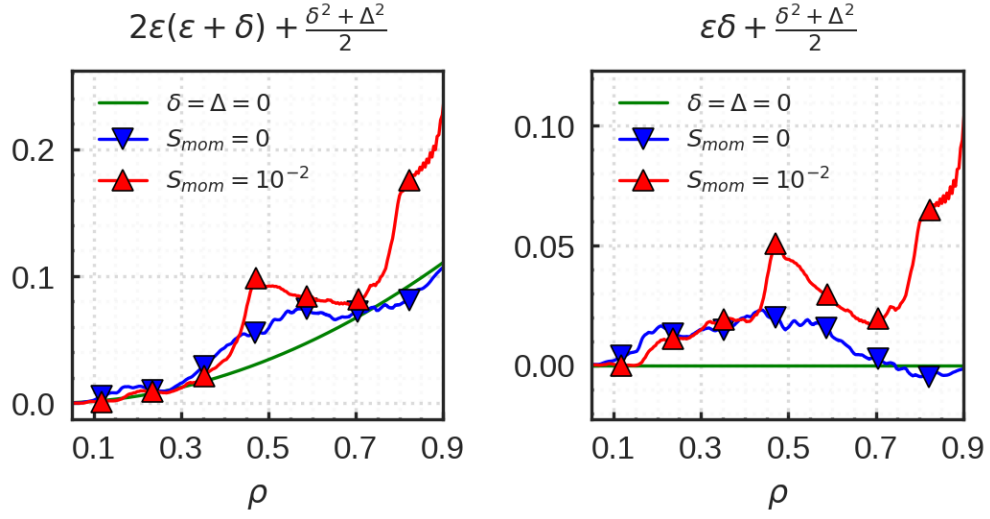 2ε(ε + δ) + (δ² + Δ²)/2
δ = Δ = 0
S_mom = 0
S_mom = 10⁻²
0.2
0.1
0.0
0.1 0.3 0.5 0.7 0.9
ρ
εδ + (δ² + Δ²)/2
δ = Δ = 0
S_mom = 0
S_mom = 10⁻²
0.10
0.05
0.00
0.1 0.3 0.5 0.7 0.9
ρ